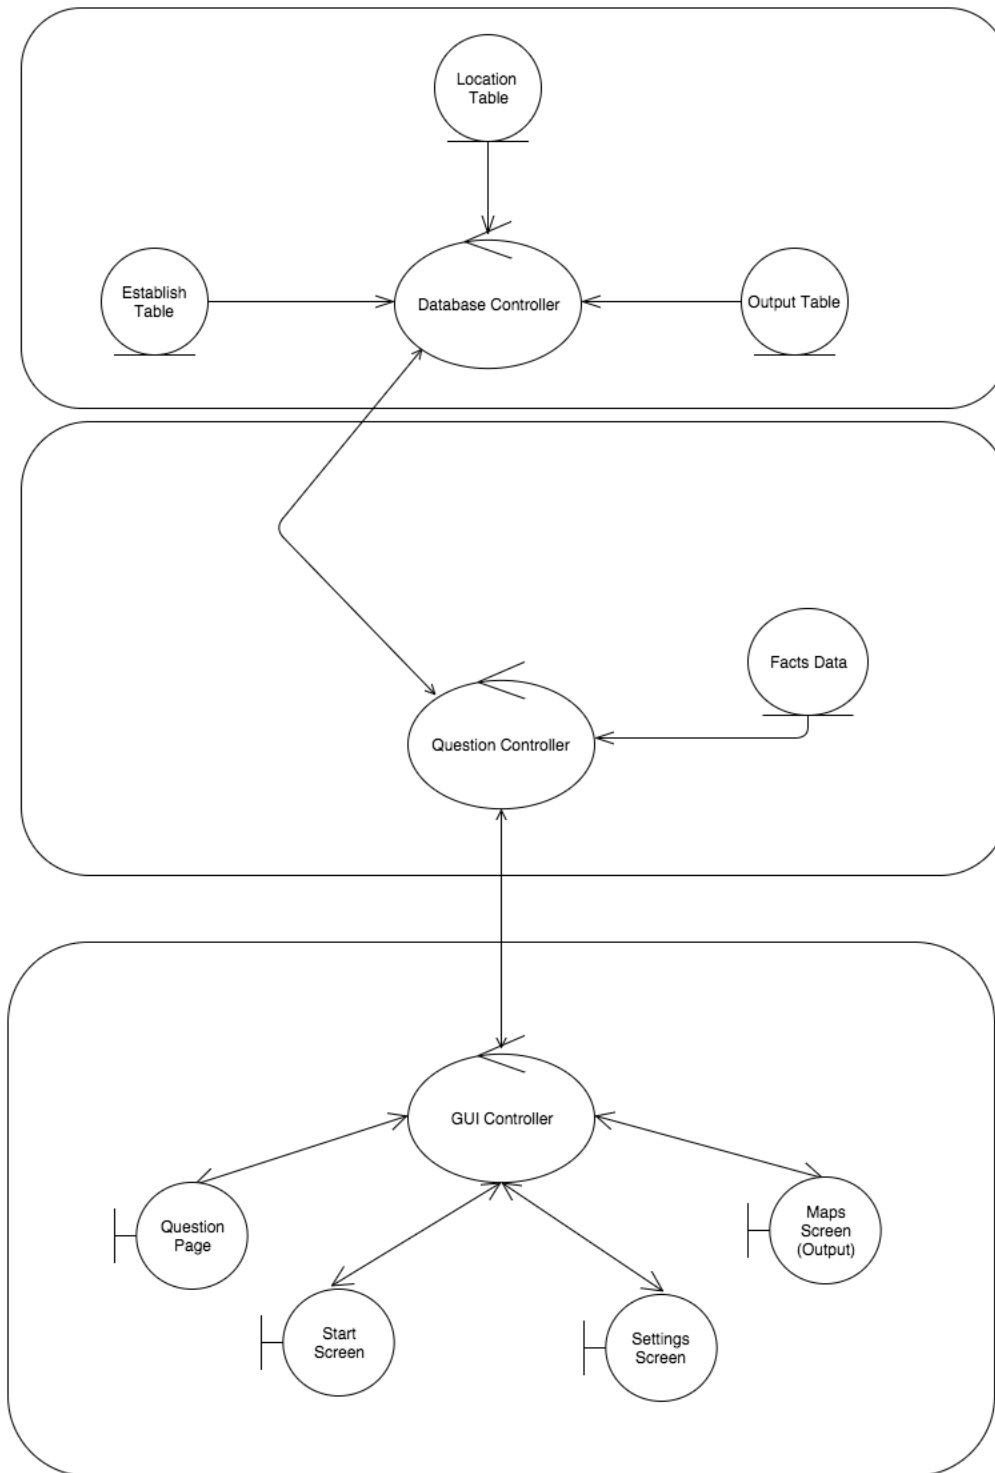 Location
Table
Establish
Table
Database Controller
Output Table
Facts Data
Question Controller
GUI Controller
Question
Page
Maps
Screen
(Output)
Start
Screen
Settings
Screen